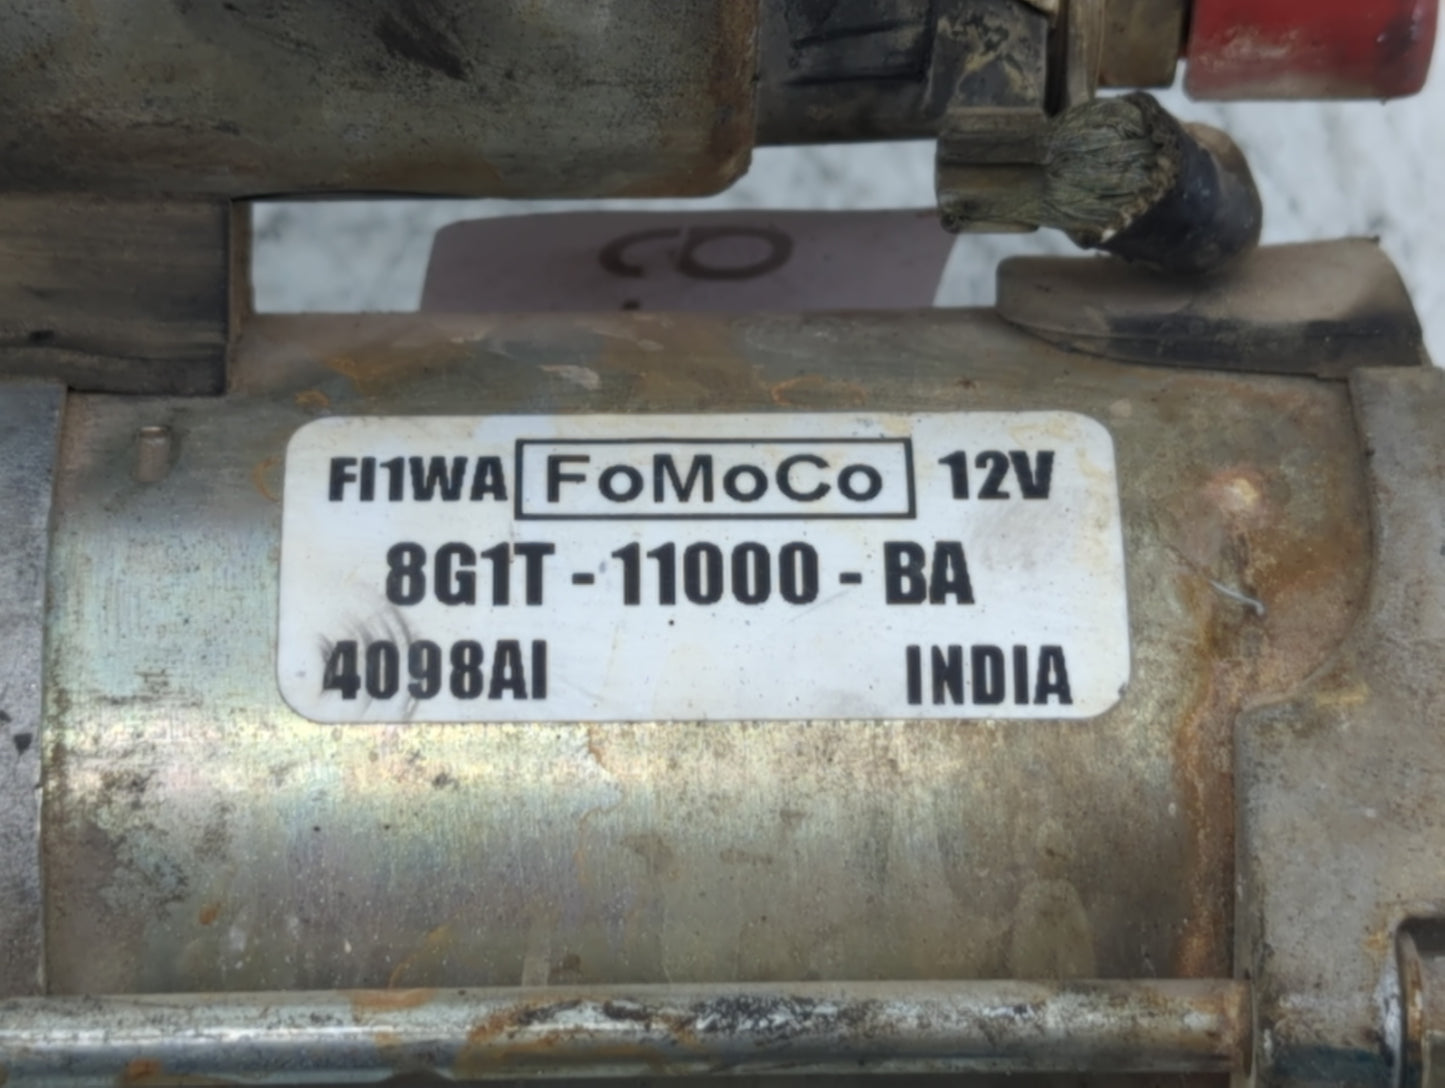 FI1WA FoMoCo 12V
8G1T - 11000 - BA
4098AI INDIA